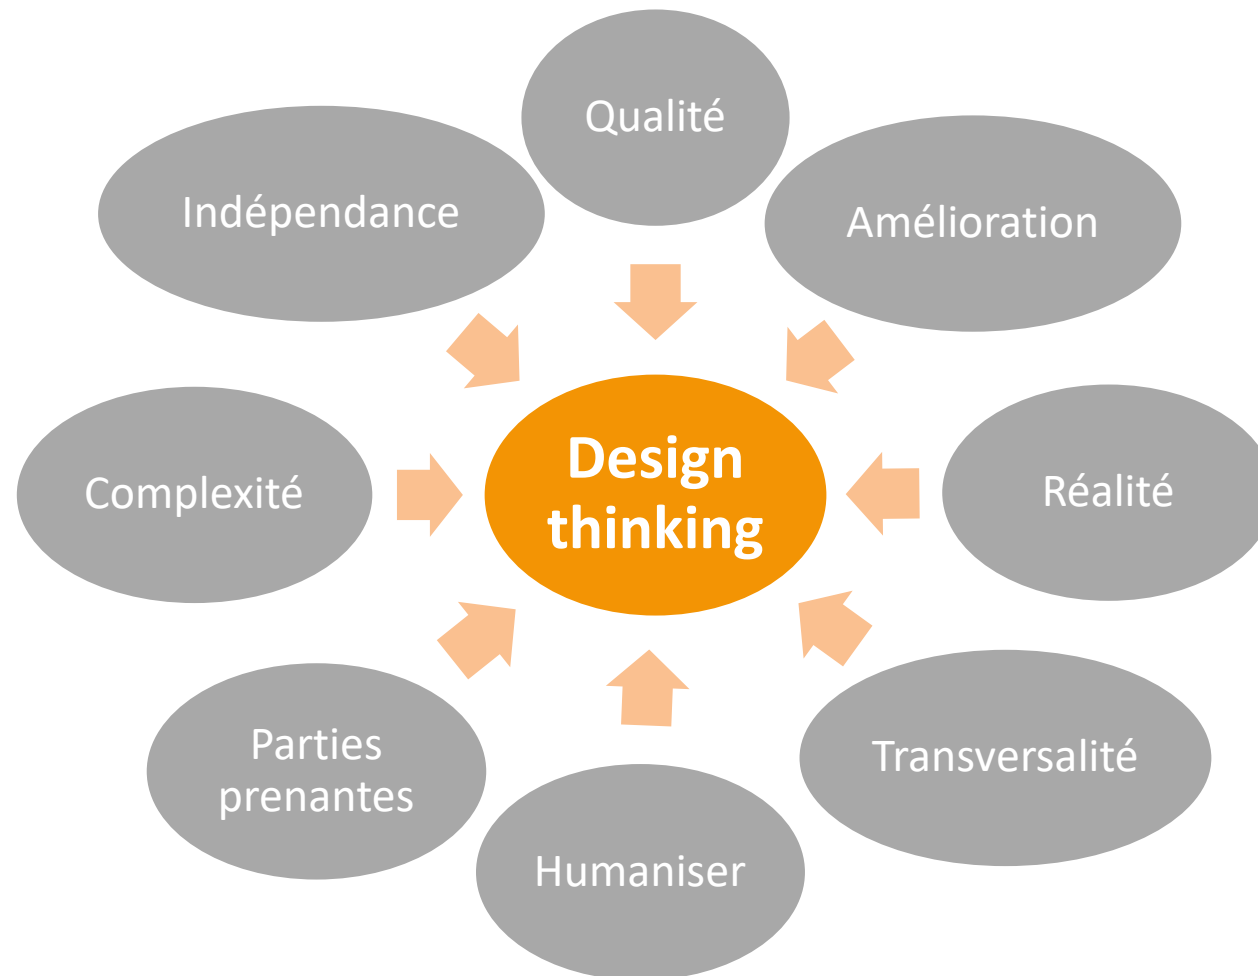 Qualité
Indépendance
Amélioration
Design
thinking
Complexité
Réalité
Parties
prenantes
Transversalité
Humaniser